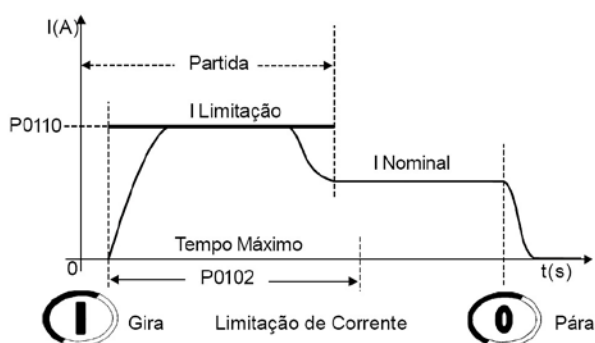 I(A)
Partida
I Limitação
P0110
I Nominal
Tempo Máximo
0
P0102
t(s)
I Gira Limitação de Corrente 0 Pára